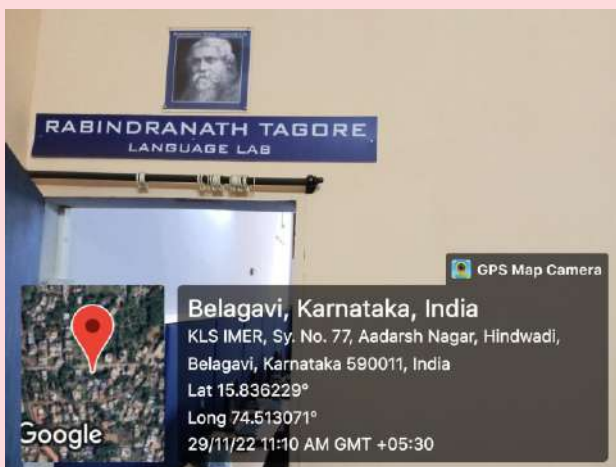 RABINDRANATH TAGORE
LANGUAGE LAB
GPS Map Camera
Belagavi, Karnataka, India
KLS IMER, Sy. No. 77, Aadarsh Nagar, Hindwadi,
Belagavi, Karnataka 590011, India
Lat 15.836229°
Long 74.513071°
29/11/22 11:10 AM GMT +05:30
Google